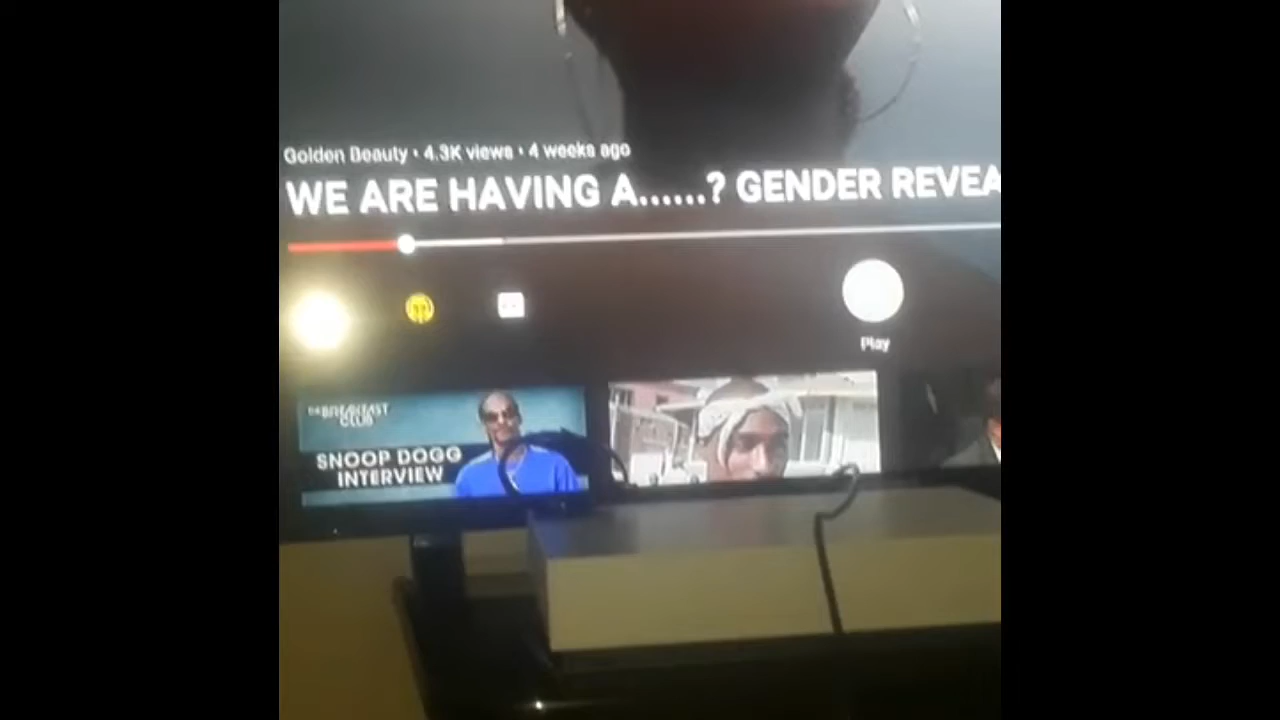 Golden Beauty • 4.3K views • 4 weeks ago
WE ARE HAVING A......? GENDER REVEA
Play
THE BREAKFAST
CLUB
SNOOP DOGG
INTERVIEW